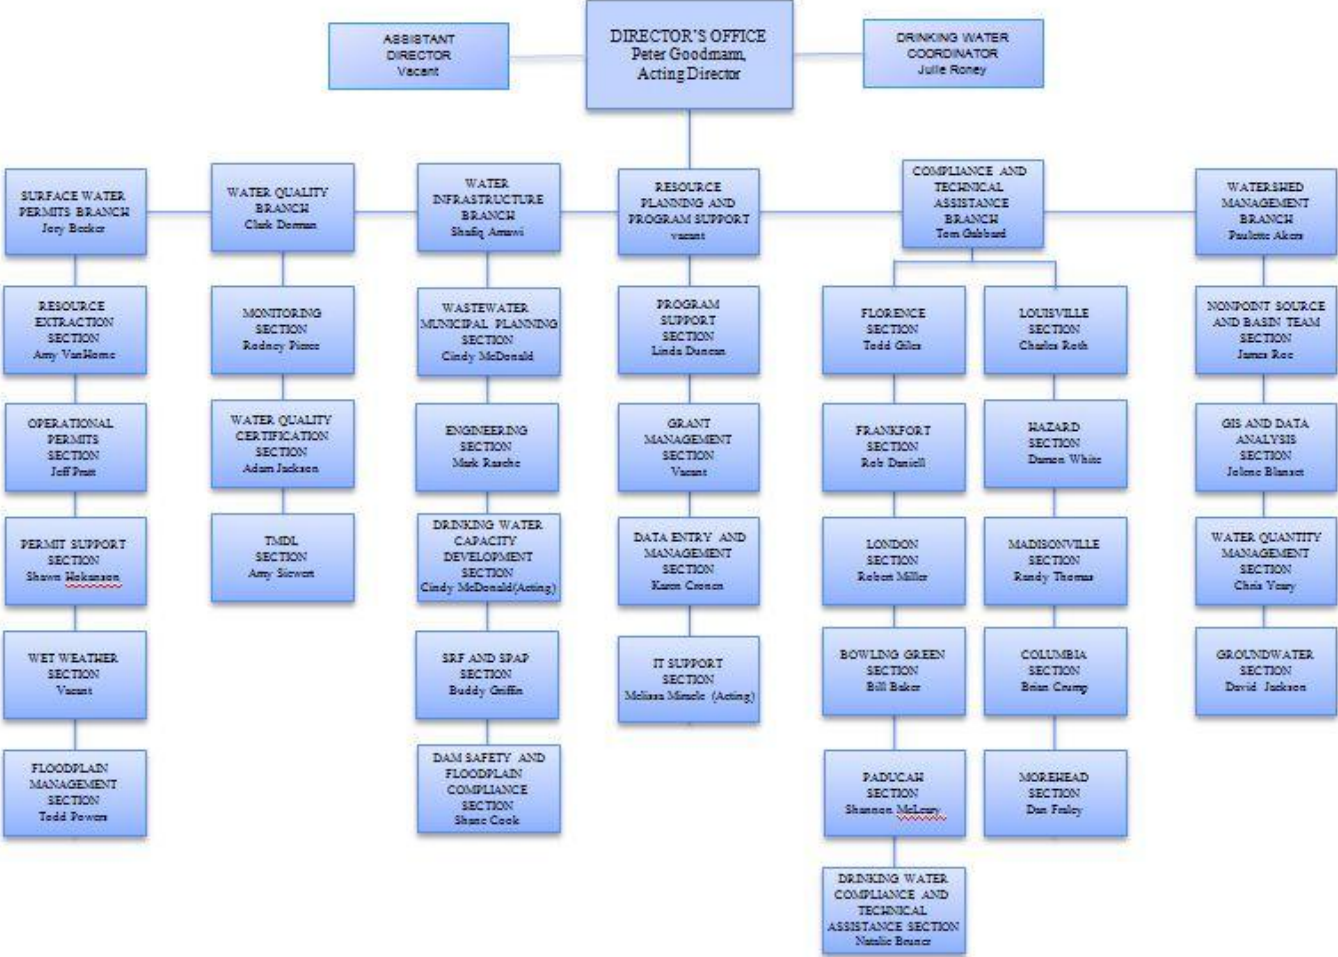 ASSISTANT
DIRECTOR
Vacant
DIRECTOR'S OFFICE
Peter Goodmann,
Acting Director
DRINKING WATER
COORDINATOR
Julie Roney
SURFACE WATER
PERMITS BRANCH
Jory Becker
RESOURCE
EXTRACTION
SECTION
Amy VanHorne
OPERATIONAL
PERMITS
SECTION
Jeff Pratt
PERMIT SUPPORT
SECTION
Shawn Hokanson
WET WEATHER
SECTION
Vacant
FLOODPLAIN
MANAGEMENT
SECTION
Todd Powers
WATER QUALITY
BRANCH
Clark Dorman
MONITORING
SECTION
Rodney Pierce
WATER QUALITY
CERTIFICATION
SECTION
Adam Jackson
TMDL
SECTION
Amy Siewert
WATER
INFRASTRUCTURE
BRANCH
Shafiq Amawi
WASTEWATER
MUNICIPAL PLANNING
SECTION
Cindy McDonald
ENGINEERING
SECTION
Mark Rasche
DRINKING WATER
CAPACITY
DEVELOPMENT
SECTION
Cindy McDonald(Acting)
SRF AND SPAP
SECTION
Buddy Griffin
DAM SAFETY AND
FLOODPLAIN
COMPLIANCE
SECTION
Shane Cook
RESOURCE
PLANNING AND
PROGRAM SUPPORT
vacant
PROGRAM
SUPPORT
SECTION
Linda Duncan
GRANT
MANAGEMENT
SECTION
Vacant
DATA ENTRY AND
MANAGEMENT
SECTION
Karen Cronen
IT SUPPORT
SECTION
Melissa Miracle (Acting)
COMPLIANCE AND
TECHNICAL
ASSISTANCE
BRANCH
Tom Gabbard
FLORENCE
SECTION
Todd Giles
FRANKFORT
SECTION
Rob Daniell
LONDON
SECTION
Robert Miller
BOWLING GREEN
SECTION
Bill Baker
PADUCAH
SECTION
Shannon McLeary
DRINKING WATER
COMPLIANCE AND
TECHNICAL
ASSISTANCE SECTION
Natalie Bruner
LOUISVILLE
SECTION
Charles Roth
HAZARD
SECTION
Damon White
MADISONVILLE
SECTION
Randy Thomas
COLUMBIA
SECTION
Brian Crump
MOREHEAD
SECTION
Dan Fraley
WATERSHED
MANAGEMENT
BRANCH
Paulette Akers
NONPOINT SOURCE
AND BASIN TEAM
SECTION
James Roe
GIS AND DATA
ANALYSIS
SECTION
Jolene Blanset
WATER QUANTITY
MANAGEMENT
SECTION
Chris Yeary
GROUNDWATER
SECTION
David Jackson